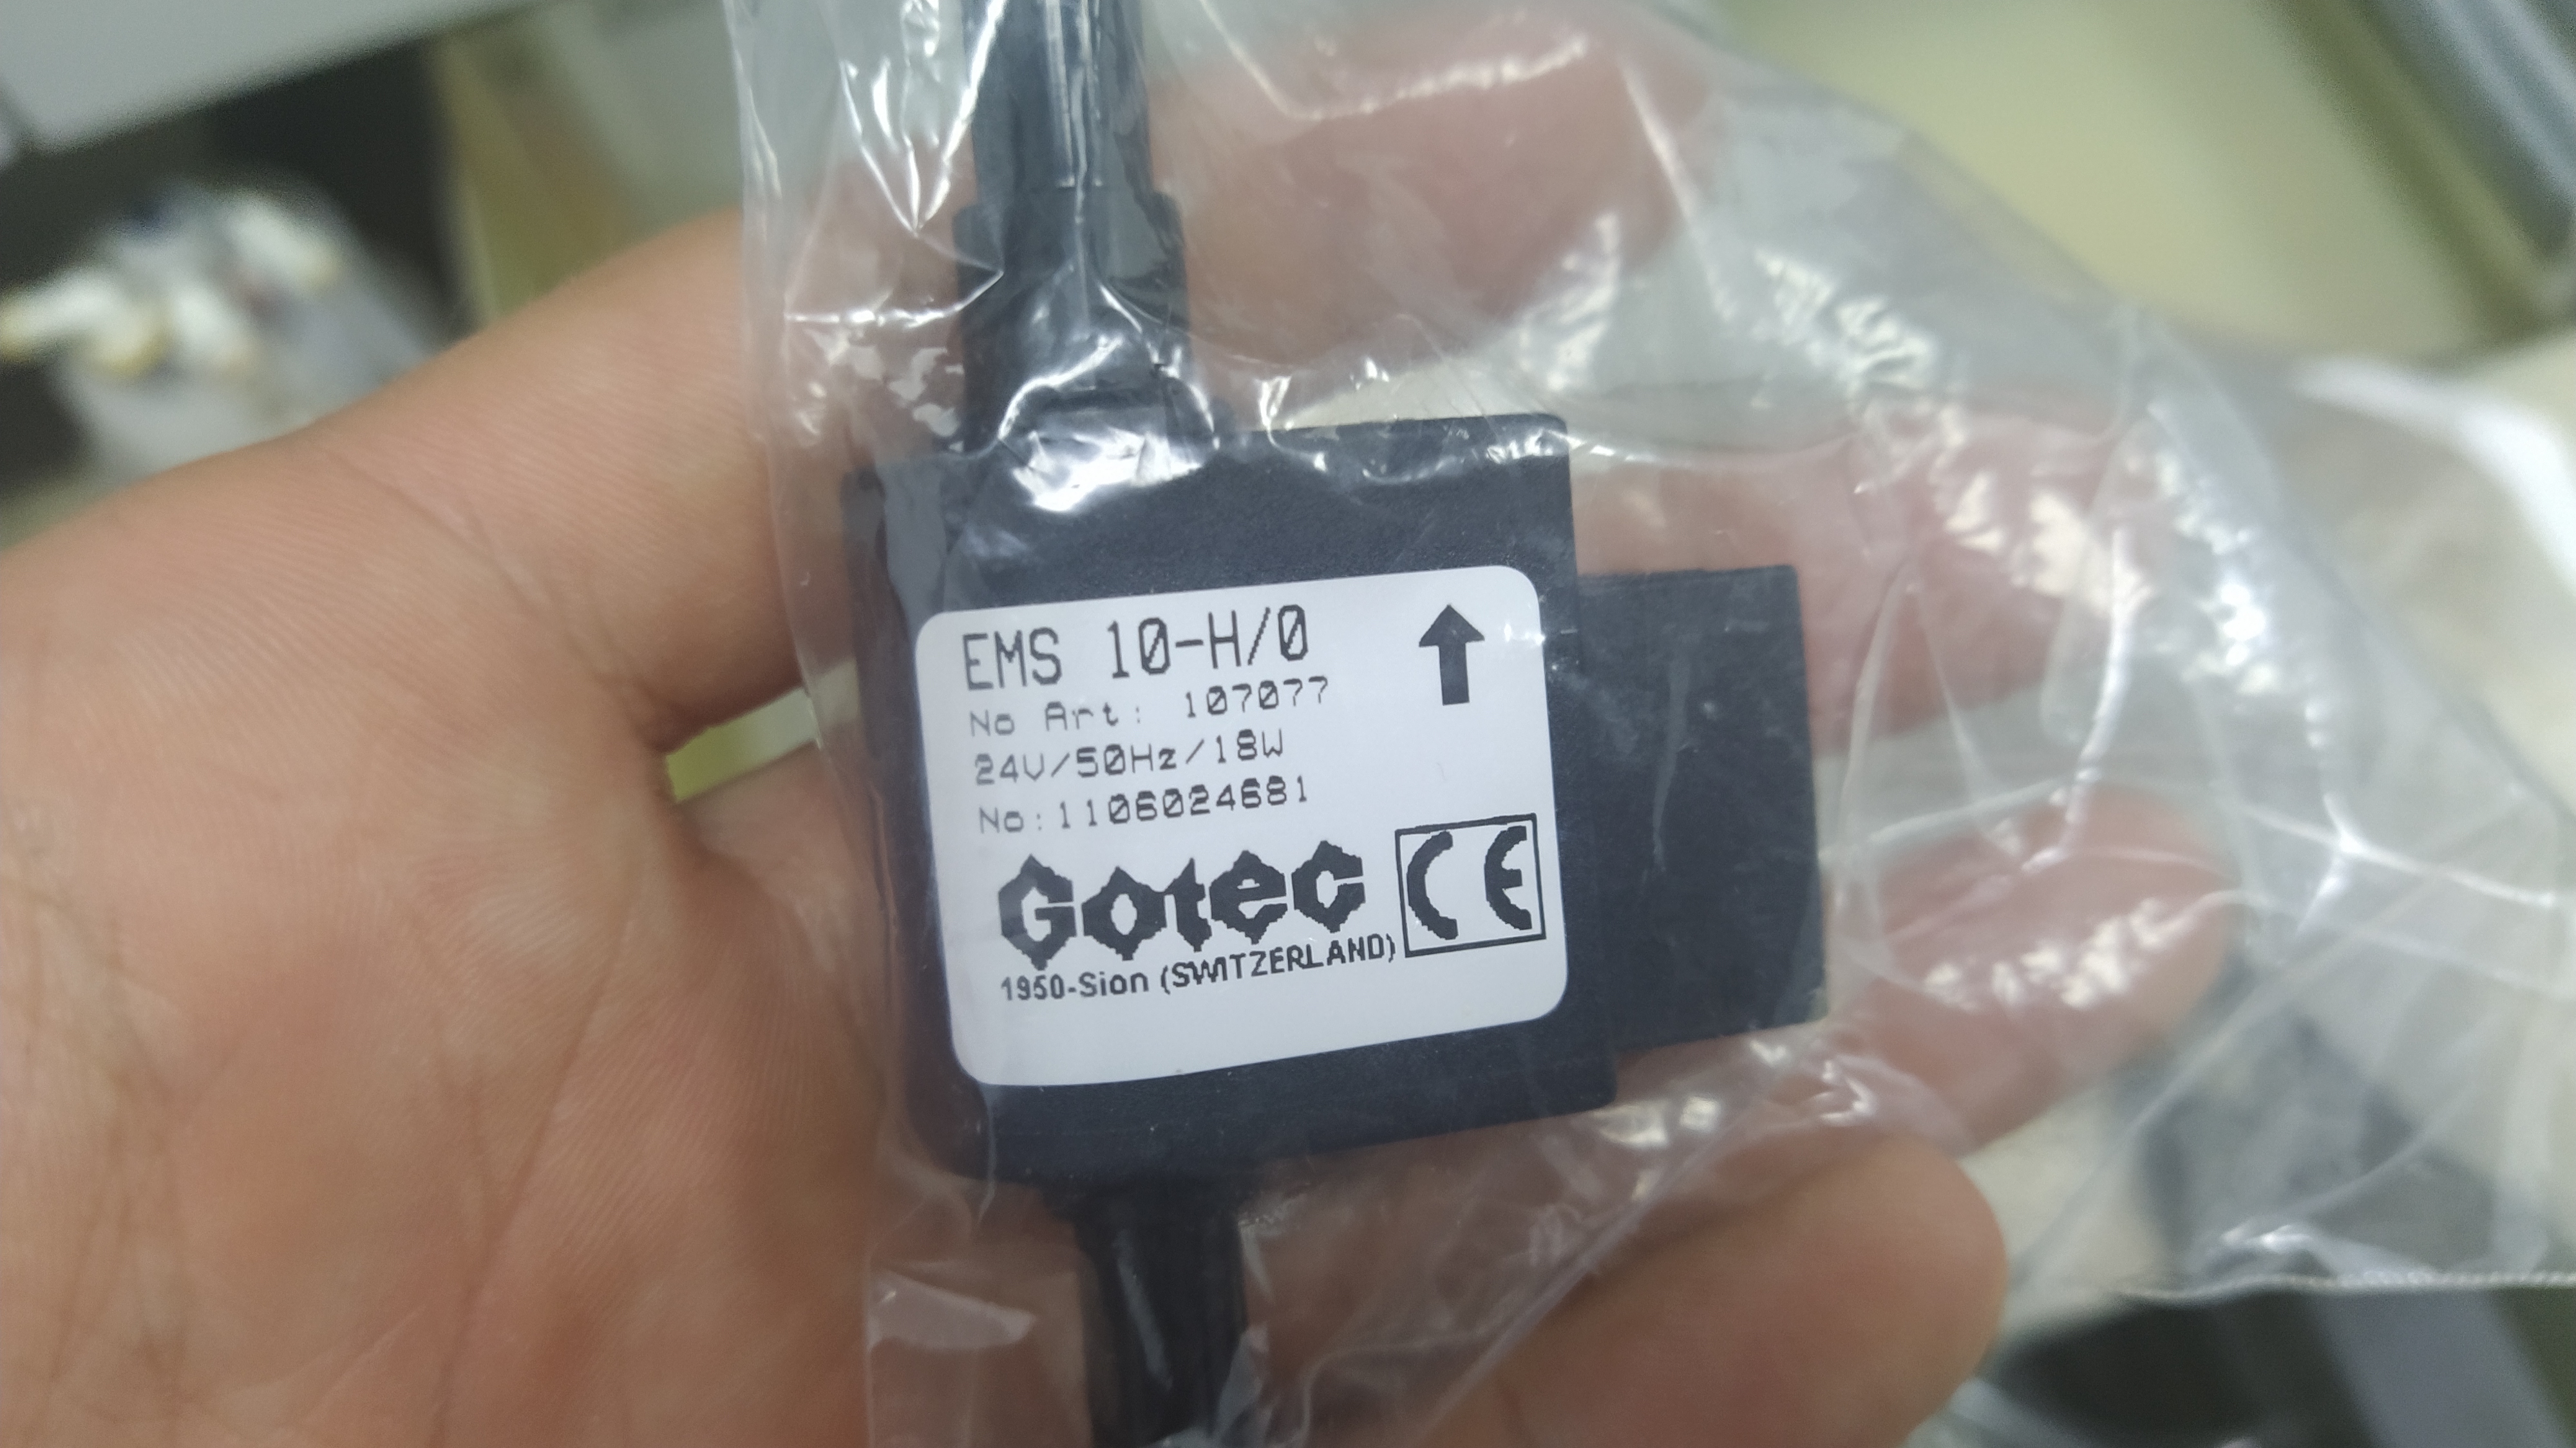 EMS 10-H/0
No Art: 107077
24V/50Hz/18W
No:1106024681
Gotec CE
1950-Sion (SWITZERLAND)